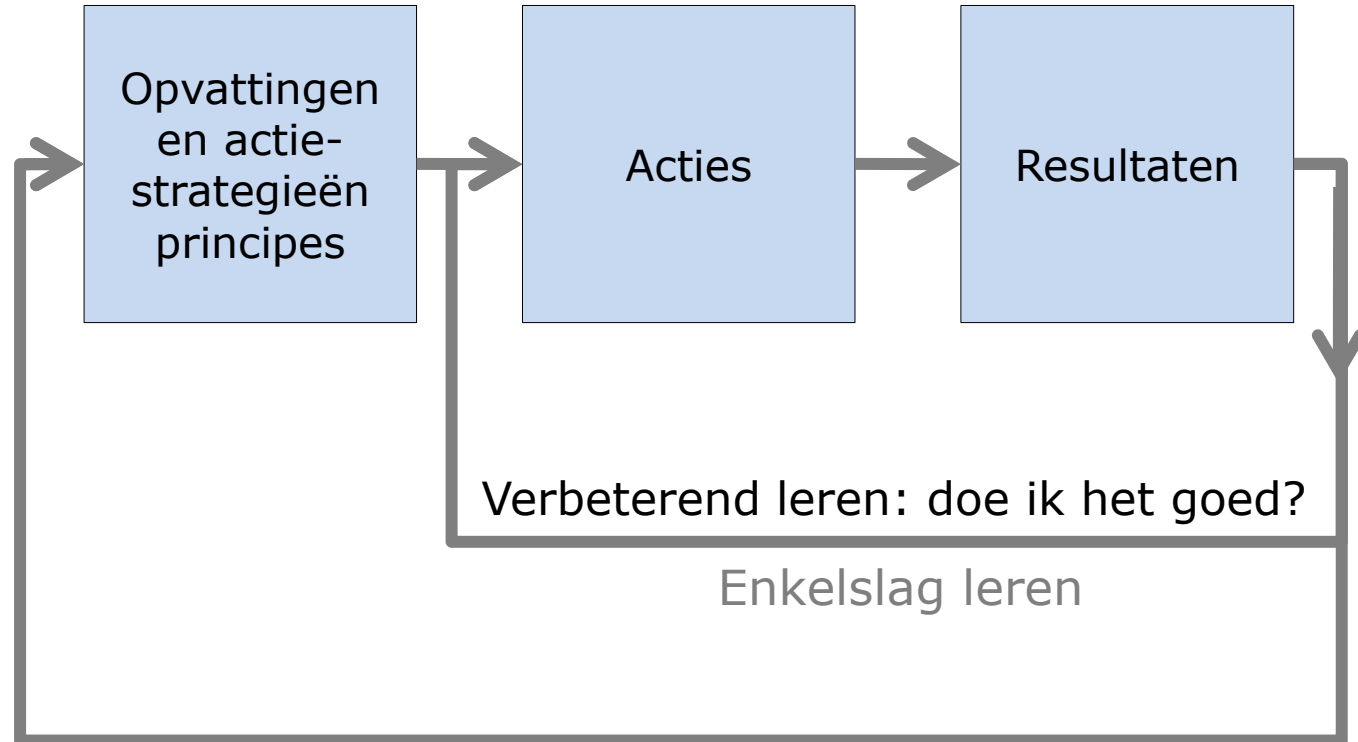 Opvattingen
en actie-
strategieën
principes
Acties
Resultaten
Verbeterend leren: doe ik het goed?
Enkelslag leren